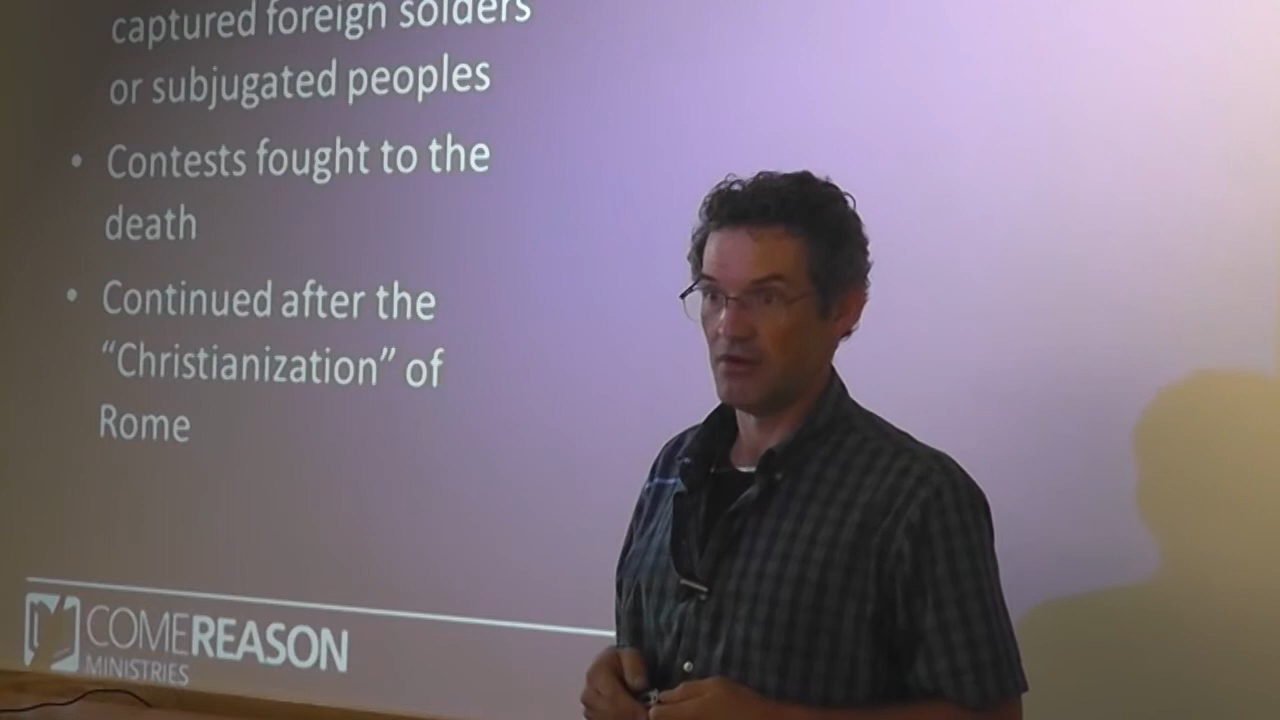 captured foreign solders
or subjugated peoples
• Contests fought to the
death
• Continued after the
“Christianization” of
Rome
COMEREASON
MINISTRIES